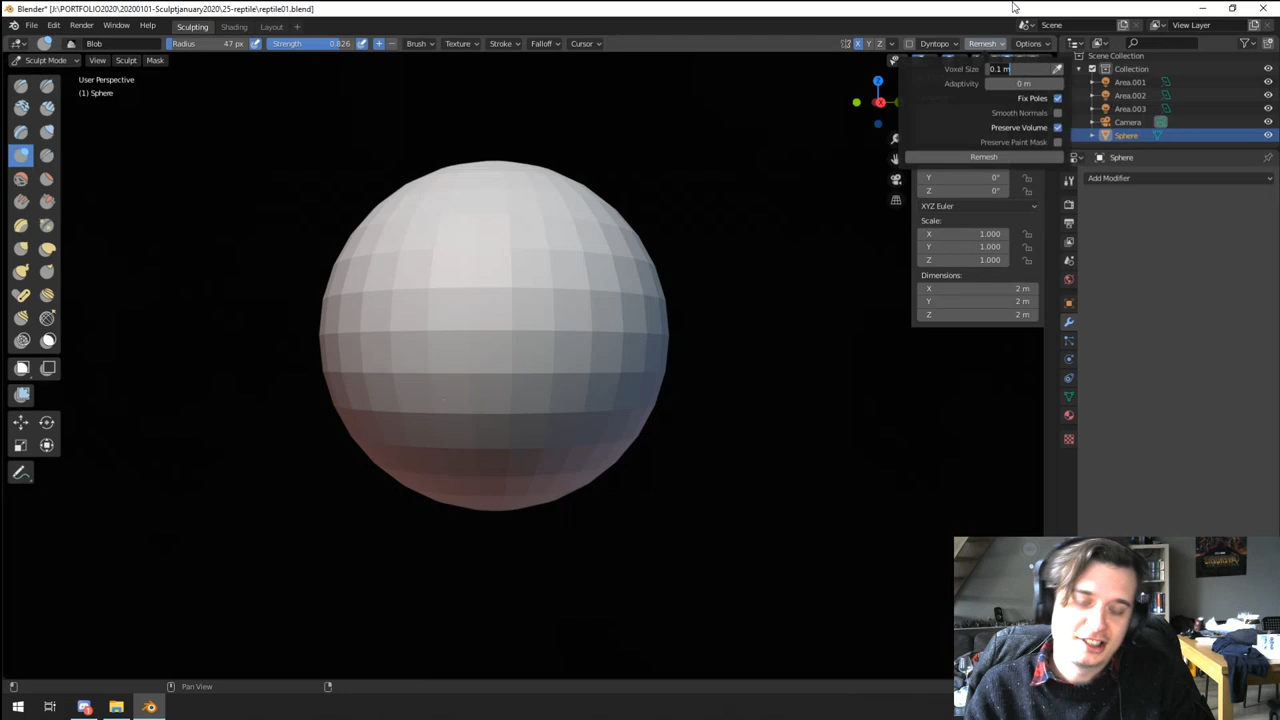 Blender* [J:\PORTFOLIO2020\20200101-Sculptjanuary2020\25-reptile\reptile01.blend]
File Edit Render Window Help Sculpting Shading Layout Scene View Layer
Blob Radius 47 px Strength 0.826 Brush Texture Stroke Falloff Cursor X Y Z Dyntopo Remesh Options
Sculpt Mode View Sculpt Mask
User Perspective
(1) Sphere
Z
X
Voxel Size 0.1 m
Adaptivity 0 m
Fix Poles
Smooth Normals
Preserve Volume
Preserve Paint Mask
Remesh
Y 0°
Z 0°
XYZ Euler
Scale:
X 1.000
Y 1.000
Z 1.000
Dimensions:
X 2 m
Y 2 m
Z 2 m
Scene Collection
Collection
Area.001
Area.002
Area.003
Camera
Sphere
Sphere
Add Modifier
Pan View